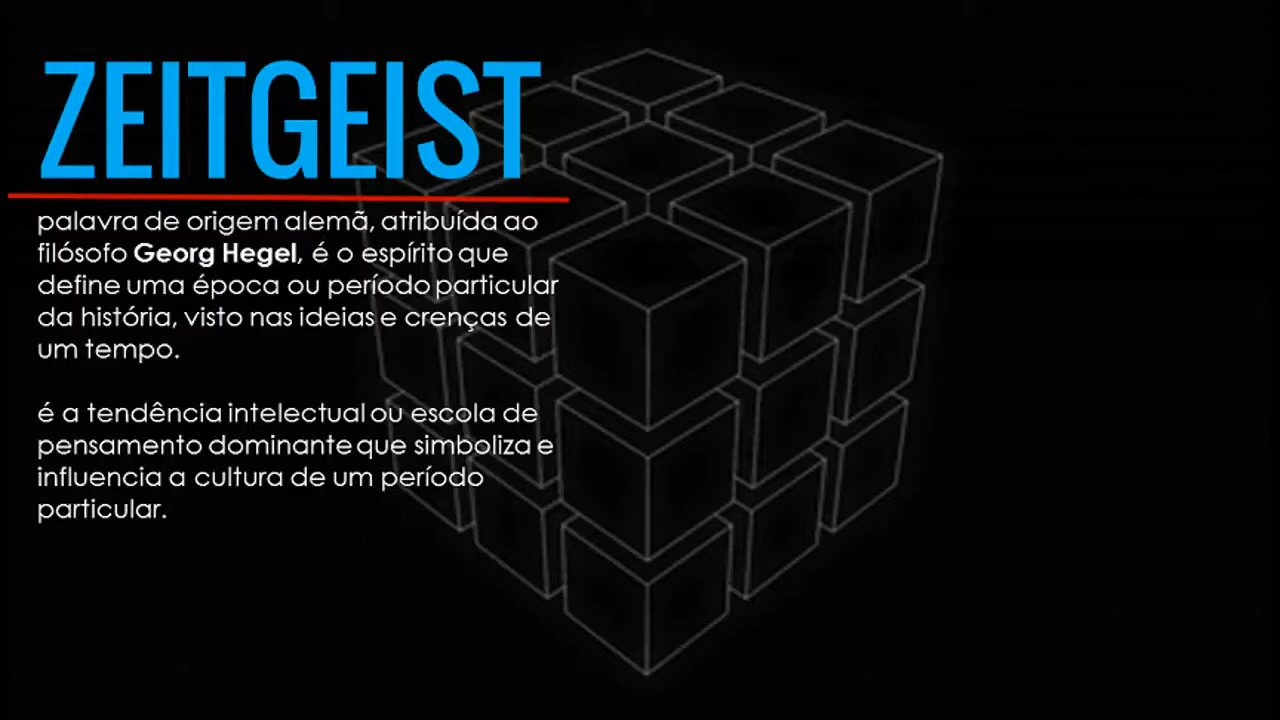 ZEITGEIST
palavra de origem alemã, atribuída ao
filósofo Georg Hegel, é o espírito que
define uma época ou período particular
da história, visto nas ideias e crenças de
um tempo.
é a tendência intelectual ou escola de
pensamento dominante que simboliza e
influencia a cultura de um período
particular.